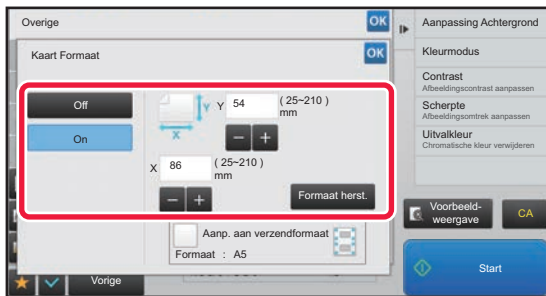 Overige
OK
Kaart Formaat
OK
Off
On
Y
X
Y 54 ( 25~210 )
mm
X 86 ( 25~210 )
mm
Formaat herst.
Aanp. aan verzendformaat
Formaat : A5
Vorige
Aanpassing Achtergrond
Kleurmodus
Contrast
Afbeeldingscontrast aanpassen
Scherpte
Afbeeldingsomtrek aanpassen
Uitvalkleur
Chromatische kleur verwijderen
Voorbeeld-
weergave
CA
Start